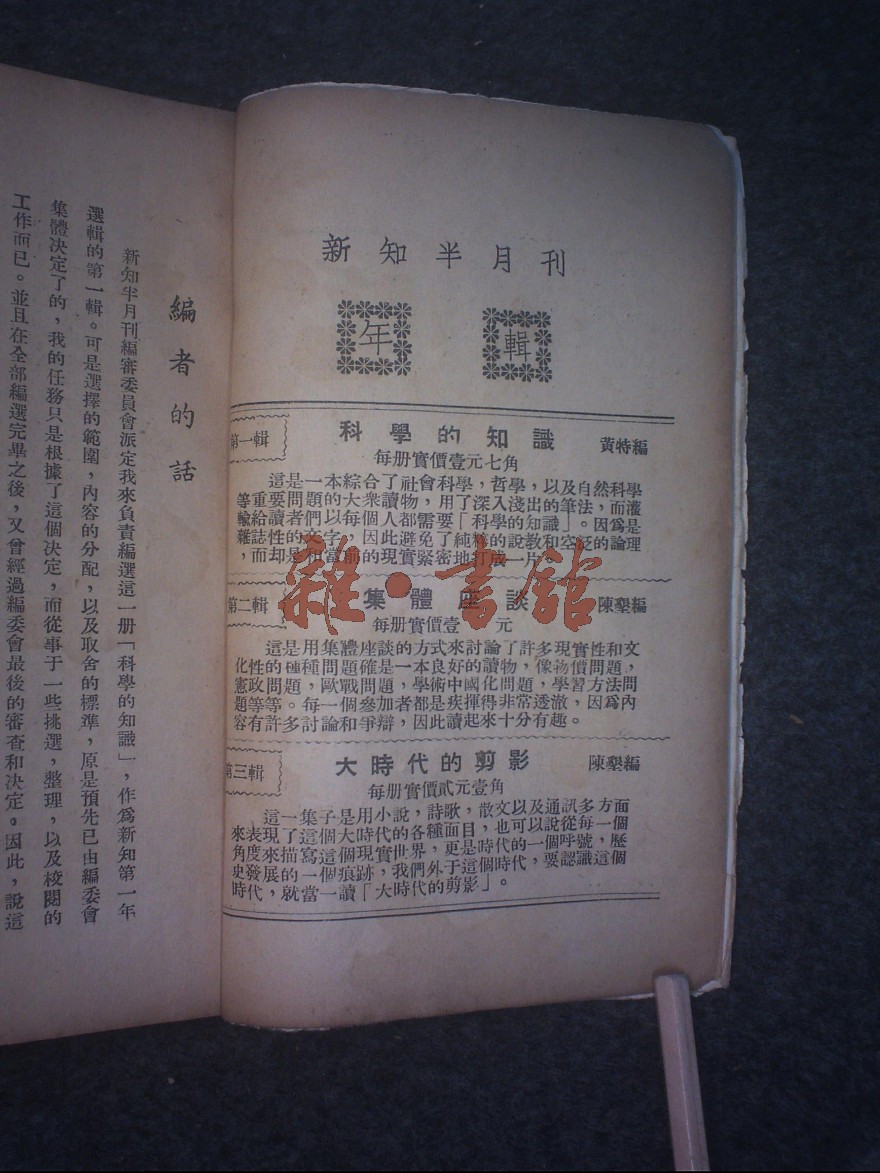 新知半月刊
年輯
第一輯
科學的知識
黃特編
每册實價壹元七角
這是一本綜合了社會科學，哲學，以及自然科學
等重要問題的大衆讀物，用了深入淺出的筆法，而灌
輸給讀者們以每個人都需要「科學的知識」。因爲是
雜誌性的文字，因此避免了純粹的說教和空泛的論理
，而却是和當前的現實緊密地打成一片
第二輯
集體座談
陳墾編
每册實價壹元
這是用集體座談的方式來討論了許多現實性和文
化性的種種問題確是一本良好的讀物，像物價問題，
憲政問題，歐戰問題，學術中國化問題，學習方法問
題等等。每一個參加者都是疾揮得非常透澈，因爲內
容有許多討論和爭辯，因此讀起來十分有趣。
第三輯
大時代的剪影
陳墾編
每册實價貳元壹角
這一集子是用小說，詩歌，散文以及通訊多方面
來表現了這個大時代的各種面目，也可以說從每一個
角度來描寫這個現實世界，更是時代的一個呼號，歷
史發展的一個痕跡，我們外于這個時代，要認識這個
時代，就當一讀「大時代的剪影」。
編者的話
新知半月刊編審委員會派定我來負責編選這一册「科學的知識」，作爲新知第一年
選輯的第一輯。可是選擇的範圍，內容的分配，以及取舍的標準，原是預先已由編委會
集體決定了的，我的任務只是根據了這個決定，而從事于一些挑選，整理，以及校閱的
工作而已。並且在全部編選完畢之後，又曾經過編委會最後的審查和決定。因此，說這
雜·書舘